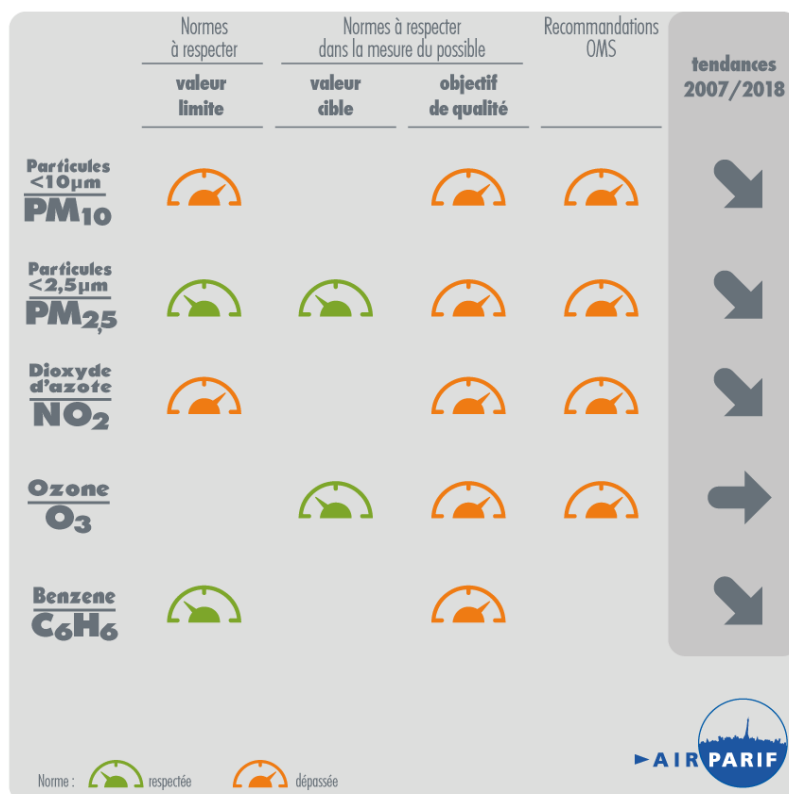 Normes
à respecter
Normes à respecter
dans la mesure du possible
Recommandations
OMS
tendances
2007/2018
valeur
limite
valeur
cible
objectif
de qualité
Particules
<10µm
PM10
Particules
<2,5µm
PM2,5
Dioxyde
d'azote
NO2
Ozone
O3
Benzene
C6H6
Norme :
respectée
dépassée
AIRPARIF